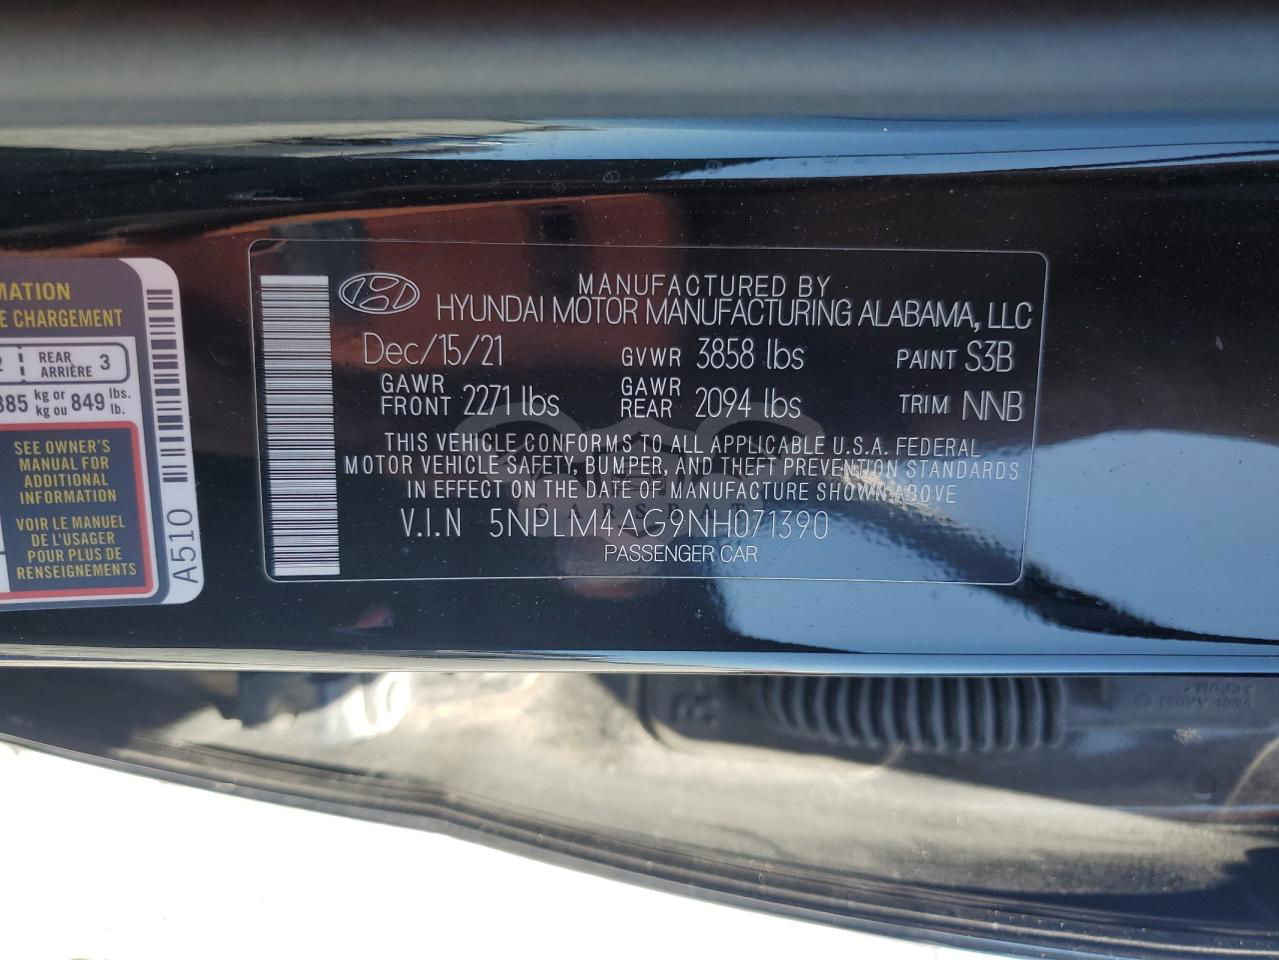 MATION
E CHARGEMENT
2 REAR ARRIÈRE 3
385 kg or kg ou 849 lbs. lb.
SEE OWNER'S
MANUAL FOR
ADDITIONAL
INFORMATION
VOIR LE MANUEL
DE L'USAGER
POUR PLUS DE
RENSEIGNEMENTS
A510
MANUFACTURED BY
HYUNDAI MOTOR MANUFACTURING ALABAMA, LLC
Dec/15/21 GVWR 3858 lbs PAINT S3B
GAWR FRONT 2271 lbs GAWR REAR 2094 lbs TRIM NNB
THIS VEHICLE CONFORMS TO ALL APPLICABLE U.S.A. FEDERAL
MOTOR VEHICLE SAFETY, BUMPER, AND THEFT PREVENTION STANDARDS
IN EFFECT ON THE DATE OF MANUFACTURE SHOWN ABOVE
V.I.N 5NPLM4AG9NH071390
PASSENGER CAR